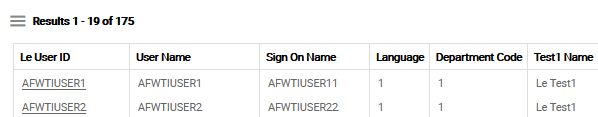 Results 1 - 19 of 175
Le User ID User Name Sign On Name Language Department Code Test1 Name
AFWTIUSER1 AFWTIUSER1 AFWTIUSER11 1 1 Le Test1
AFWTIUSER2 AFWTIUSER2 AFWTIUSER22 1 1 Le Test1